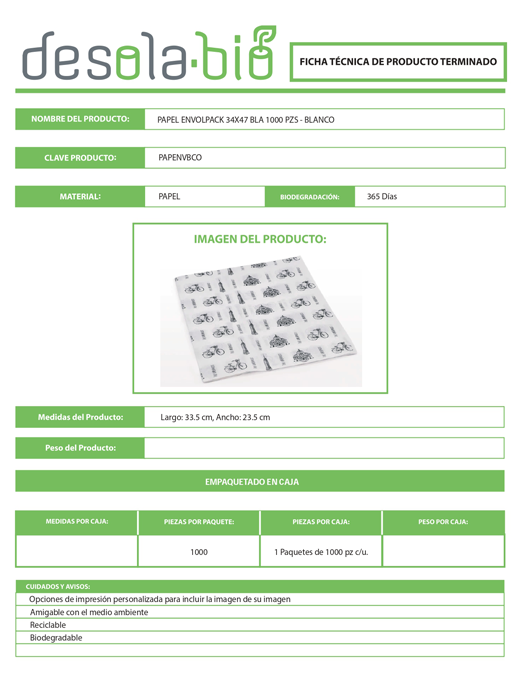 desola·bio
FICHA TÉCNICA DE PRODUCTO TERMINADO
NOMBRE DEL PRODUCTO: PAPEL ENVOLPACK 34X47 BLA 1000 PZS - BLANCO
CLAVE PRODUCTO: PAPENVBCO
MATERIAL: PAPEL BIODEGRADACIÓN: 365 Días
IMAGEN DEL PRODUCTO:
Medidas del Producto: Largo: 33.5 cm, Ancho: 23.5 cm
Peso del Producto:
EMPAQUETADO EN CAJA
MEDIDAS POR CAJA: PIEZAS POR PAQUETE: PIEZAS POR CAJA: PESO POR CAJA:
1000 1 Paquetes de 1000 pz c/u.
CUIDADOS Y AVISOS:
Opciones de impresión personalizada para incluir la imagen de su imagen
Amigable con el medio ambiente
Reciclable
Biodegradable